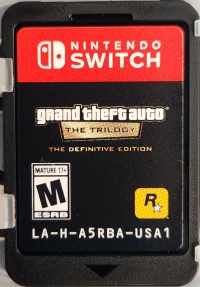 NINTENDO
SWITCH
grand theft auto
THE TRILOGY
THE DEFINITIVE EDITION
MATURE 17+
M
ESRB
R
LA-H-A5RBA-USA1